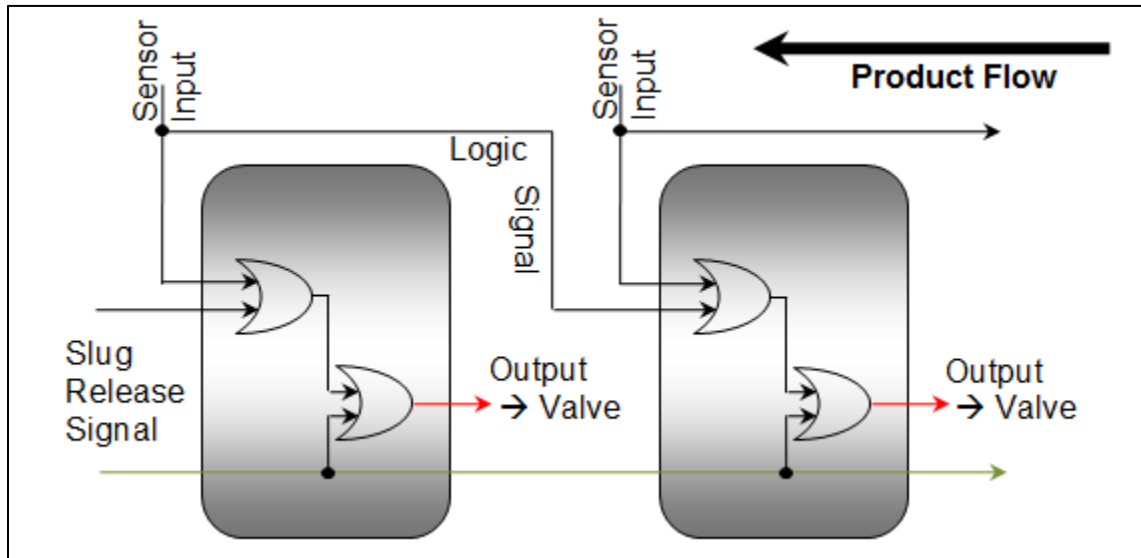 Sensor
Input
Sensor
Input
Product Flow
Logic
Signal
Slug
Release
Signal
Output
→ Valve
Output
→ Valve